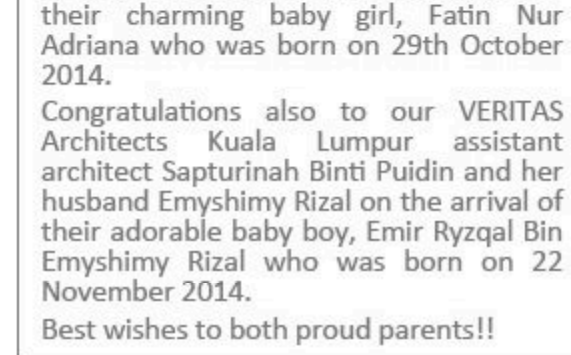 their charming baby girl, Fatin Nur
Adriana who was born on 29th October
2014.
Congratulations also to our VERITAS
Architects Kuala Lumpur assistant
architect Sapturinah Binti Puidin and her
husband Emyshimy Rizal on the arrival of
their adorable baby boy, Emir Ryzqal Bin
Emyshimy Rizal who was born on 22
November 2014.
Best wishes to both proud parents!!